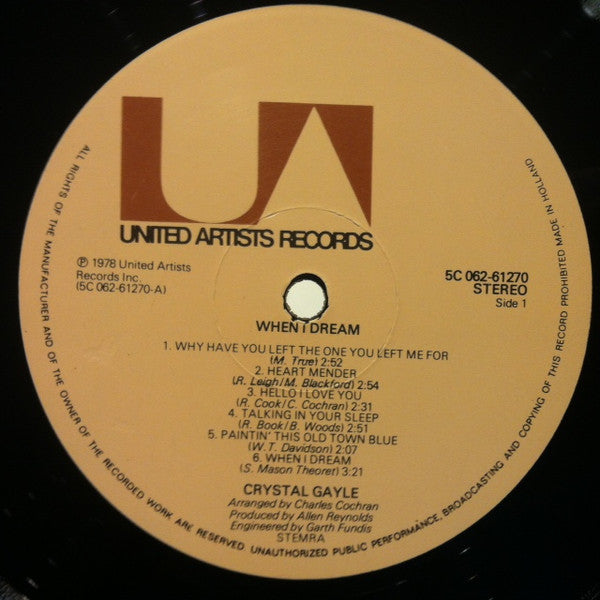 UA
UNITED ARTISTS RECORDS
℗ 1978 United Artists
Records Inc.
(5C 062-61270-A)
5C 062-61270
STEREO
Side 1
WHEN I DREAM
1. WHY HAVE YOU LEFT THE ONE YOU LEFT ME FOR
(M. True) 2:52
2. HEART MENDER
(R. Leigh/M. Blackford) 2:54
3. HELLO I LOVE YOU
(R. Cook/C. Cochran) 2:31
4. TALKING IN YOUR SLEEP
(R. Book/B. Woods) 2:51
5. PAINTIN' THIS OLD TOWN BLUE
(W.T. Davidson) 2:07
6. WHEN I DREAM
(S. Mason Theoret) 3:21
CRYSTAL GAYLE
Arranged by Charles Cochran
Produced by Allen Reynolds
Engineered by Garth Fundis
STEMRA
ALL RIGHTS OF THE MANUFACTURER AND OF THE OWNER OF THE RECORDED WORK ARE RESERVED. UNAUTHORIZED PUBLIC PERFORMANCE, BROADCASTING AND COPYING OF THIS RECORD PROHIBITED MADE IN HOLLAND